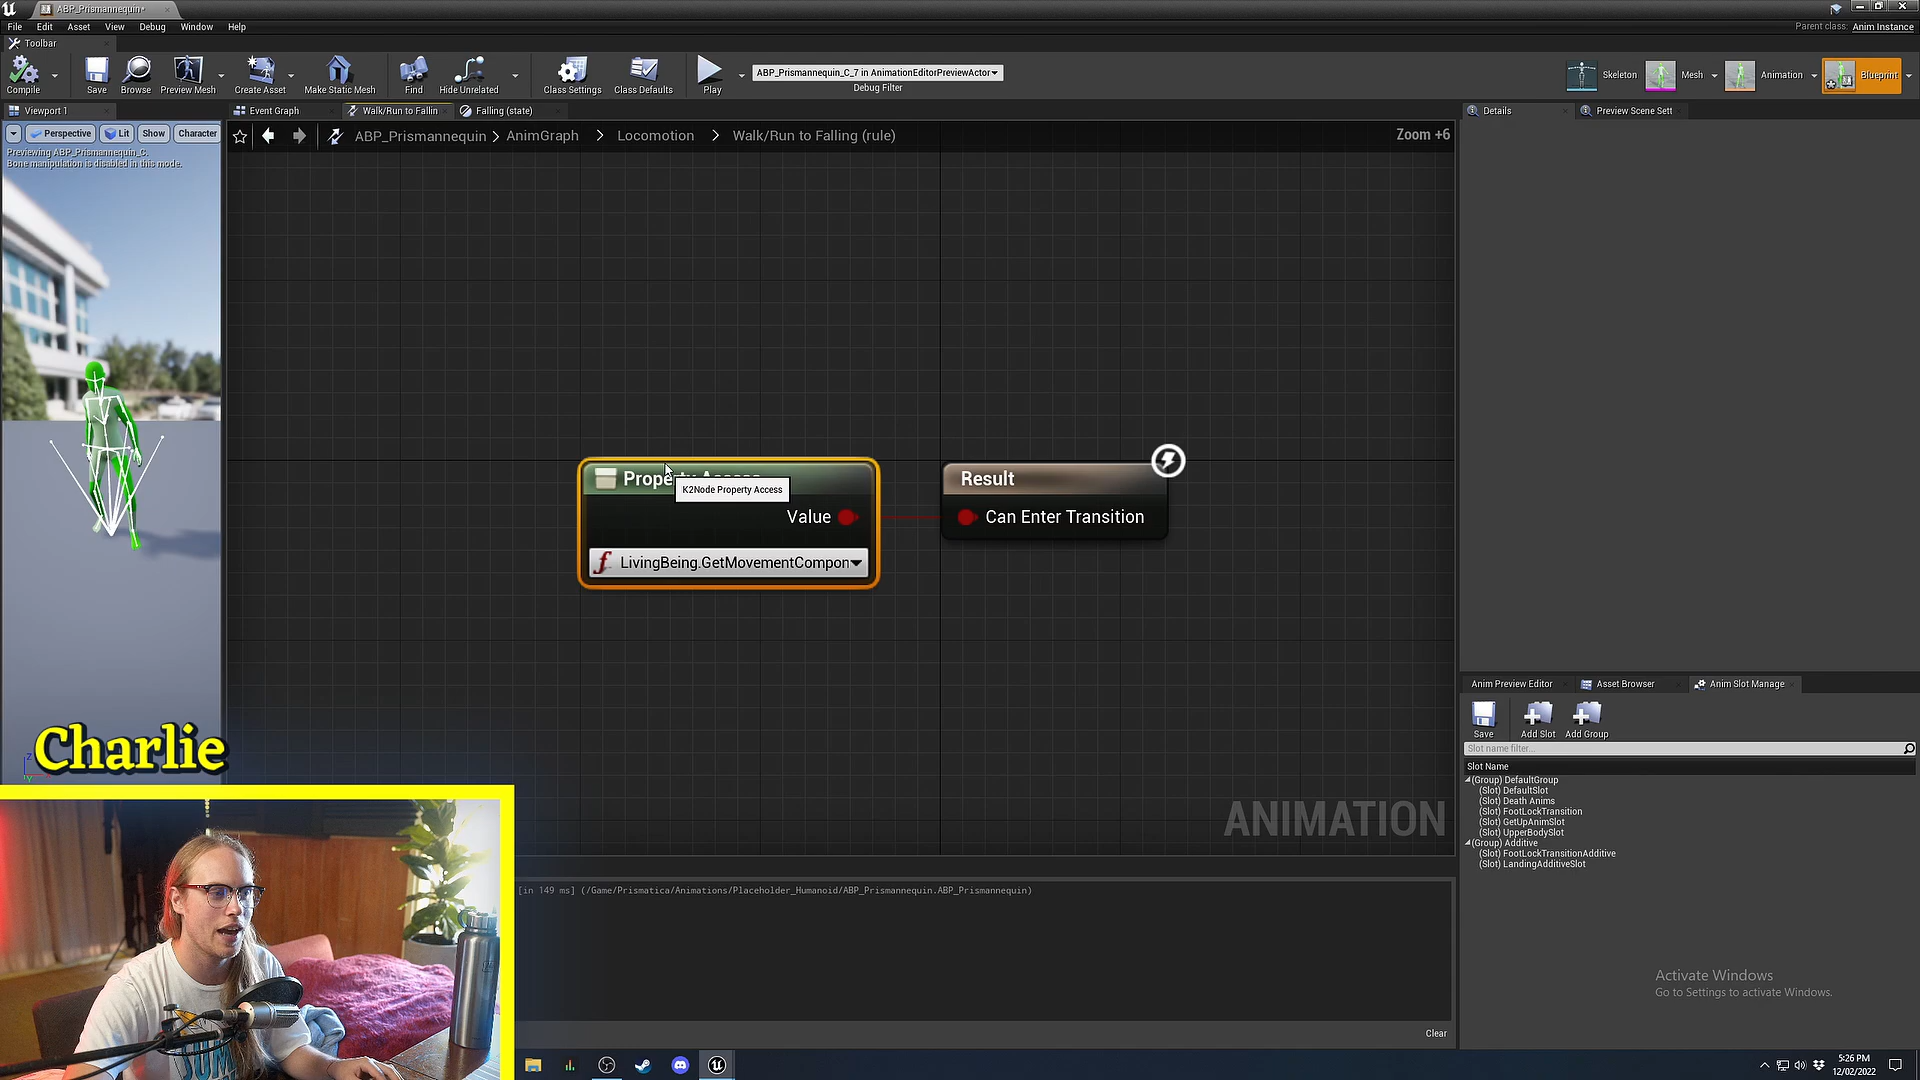 ABP_Prismannequin*
File Edit Asset View Debug Window Help
Parent class: Anim Instance
Toolbar
Compile Save Browse Preview Mesh Create Asset Make Static Mesh Find Hide Unrelated Class Settings Class Defaults Play
ABP_Prismannequin_C_7 in AnimationEditorPreviewActor
Debug Filter
Skeleton Mesh Animation Blueprint
Viewport 1
Event Graph Walk/Run to Fallin Falling (state)
Details Preview Scene Sett
Perspective Lit Show Character
ABP_Prismannequin > AnimGraph > Locomotion > Walk/Run to Falling (rule)
Zoom +6
Previewing ABP_Prismannequin_C.
Bone manipulation is disabled in this mode.
K2Node Property Access
Value
LivingBeing.GetMovementCompon
Result
Can Enter Transition
ANIMATION
Charlie
Anim Preview Editor Asset Browser Anim Slot Manage
Save Add Slot Add Group
Slot name filter...
Slot Name
(Group) DefaultGroup
(Slot) DefaultSlot
(Slot) Death Anims
(Slot) FootLockTransition
(Slot) GetUpAnimSlot
(Slot) UpperBodySlot
(Group) Additive
(Slot) FootLockTransitionAdditive
(Slot) LandingAdditiveSlot
[in 149 ms] (/Game/Prismatica/Animations/Placeholder_Humanoid/ABP_Prismannequin.ABP_Prismannequin)
Clear
Activate Windows
Go to Settings to activate Windows.
5:26 PM
12/02/2022